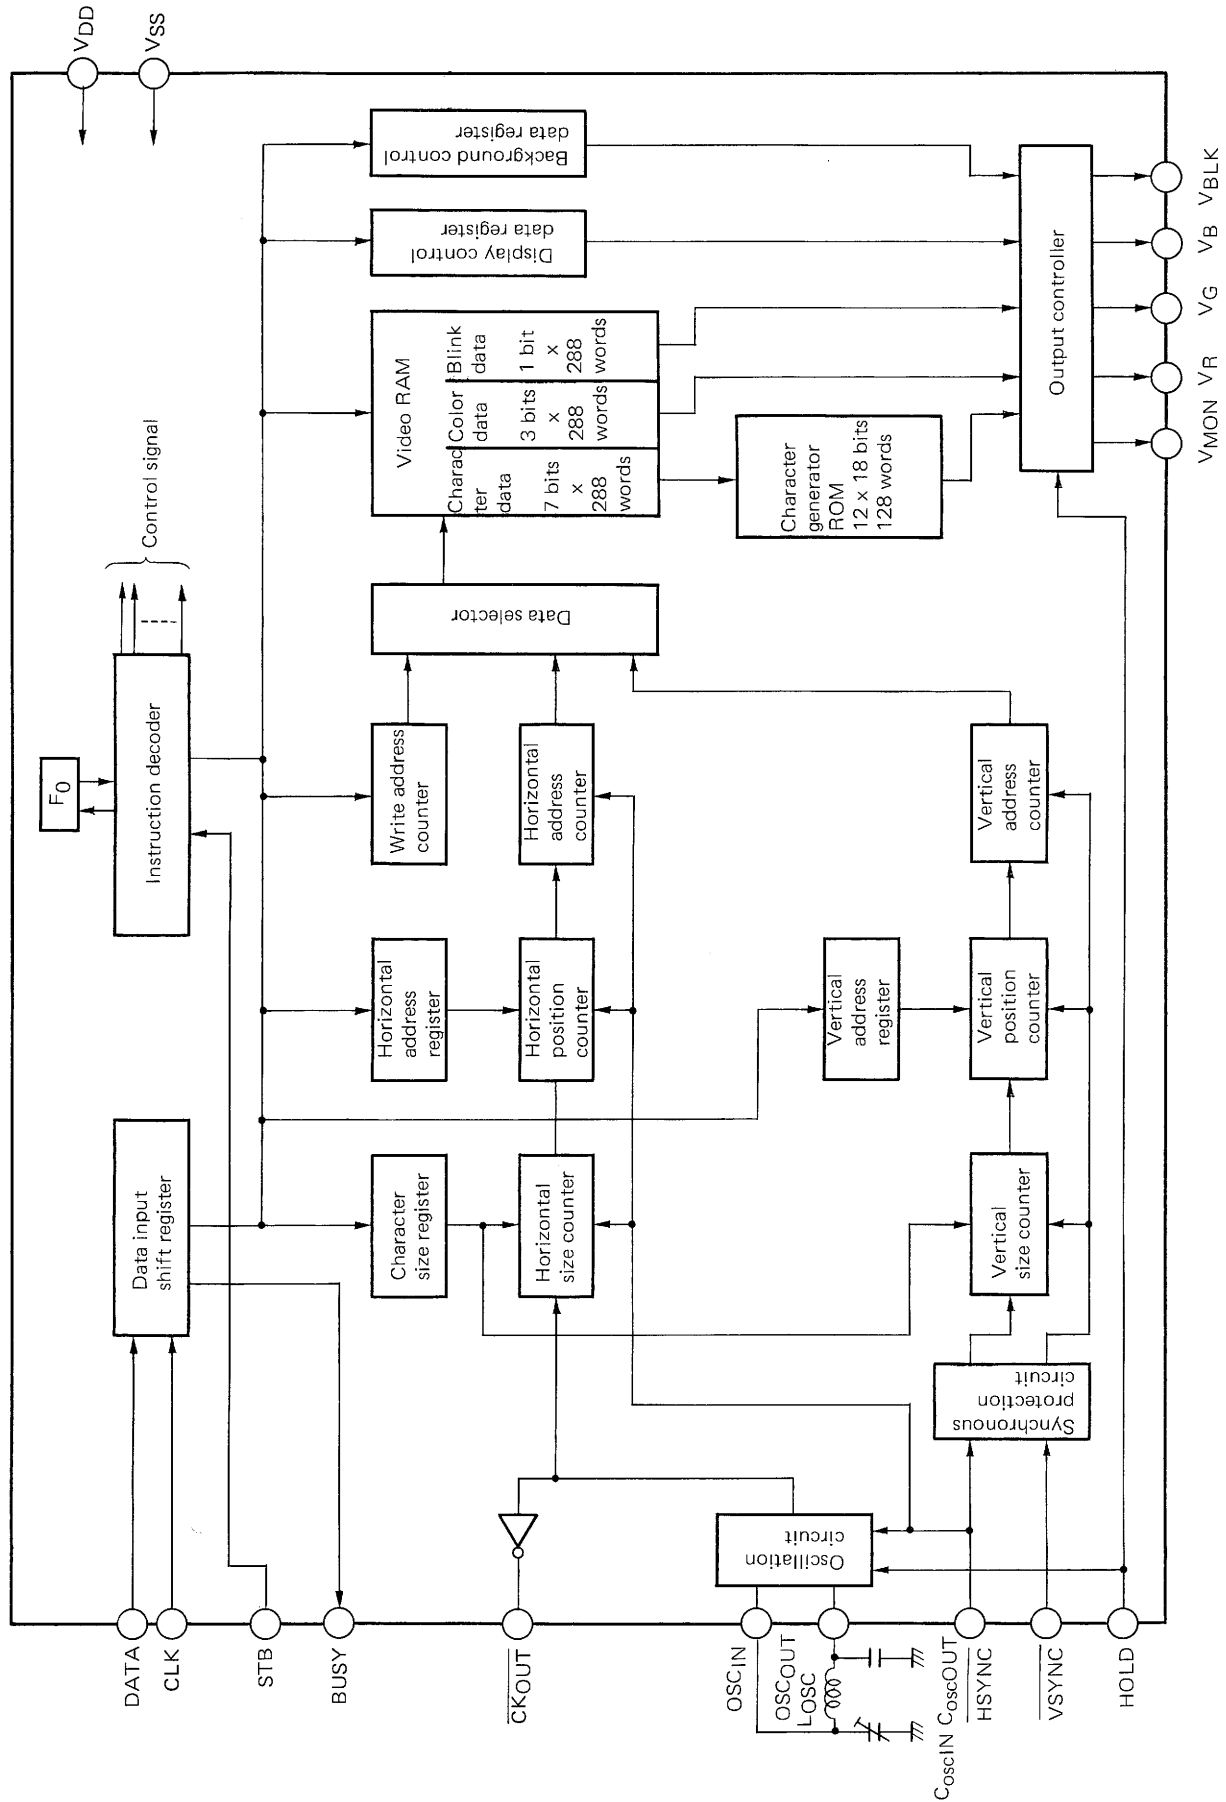 VDD
VSS
Control signal
F0
Instruction decoder
Data input
shift register
DATA
CLK
STB
BUSY
CKOUT
OSCIN
OSCOUT
LOSC
COSCIN COSCOUT
HSYNC
VSYNC
HOLD
Character
size register
Horizontal
address
register
Write address
counter
Horizontal
size counter
Horizontal
position
counter
Horizontal
address
counter
Data selector
Video RAM
Charac
ter
data
7 bits
x
288
words
Color
data
3 bits
x
288
words
Blink
data
1 bit
x
288
words
Display control
data register
Background control
data register
Character
generator
ROM
12 x 18 bits
128 words
Vertical
address
register
Oscillation
circuit
Synchronous
protection
circuit
Vertical
size counter
Vertical
position
counter
Vertical
address
counter
Output controller
VMON
VR
VG
VB
VBLK